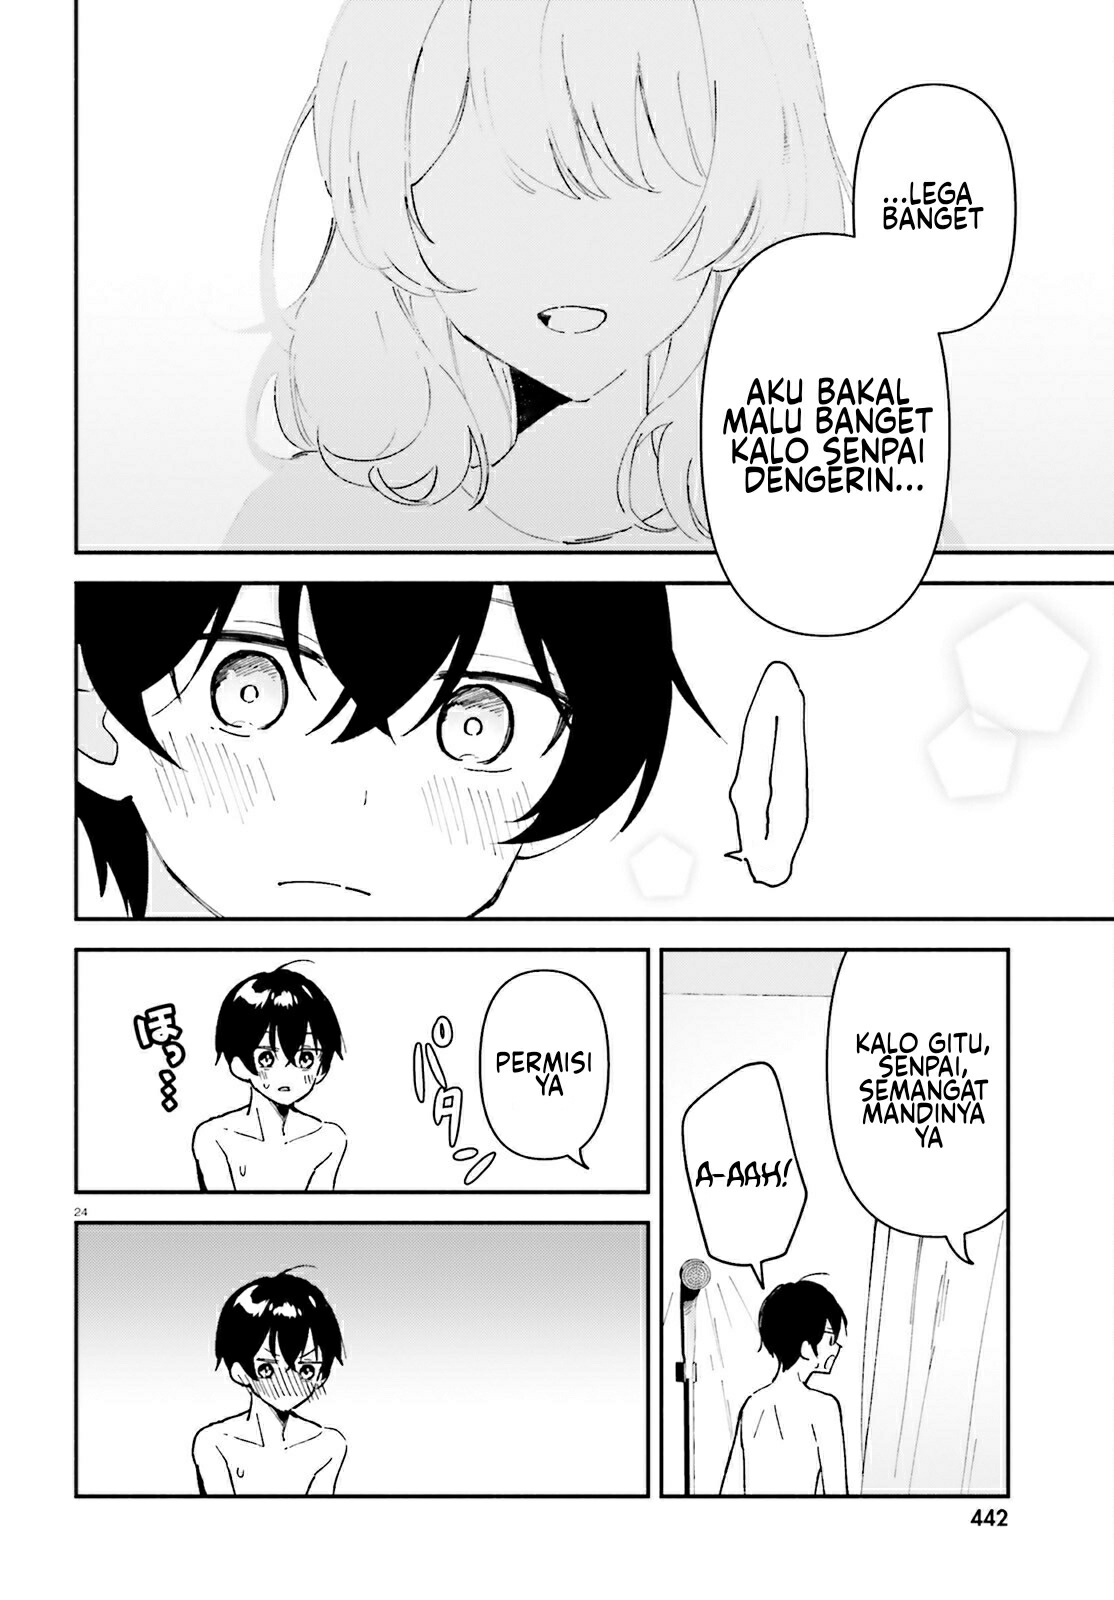 ...LEGA
BANGET
AKU BAKAL
MALU BANGET
KALO SENPAI
DENGERIN...
KALO GITU,
SENPAI,
SEMANGAT
MANDINYA
YA
A-AAH!
PERMISI
YA
パタン
ほっ…
24
442